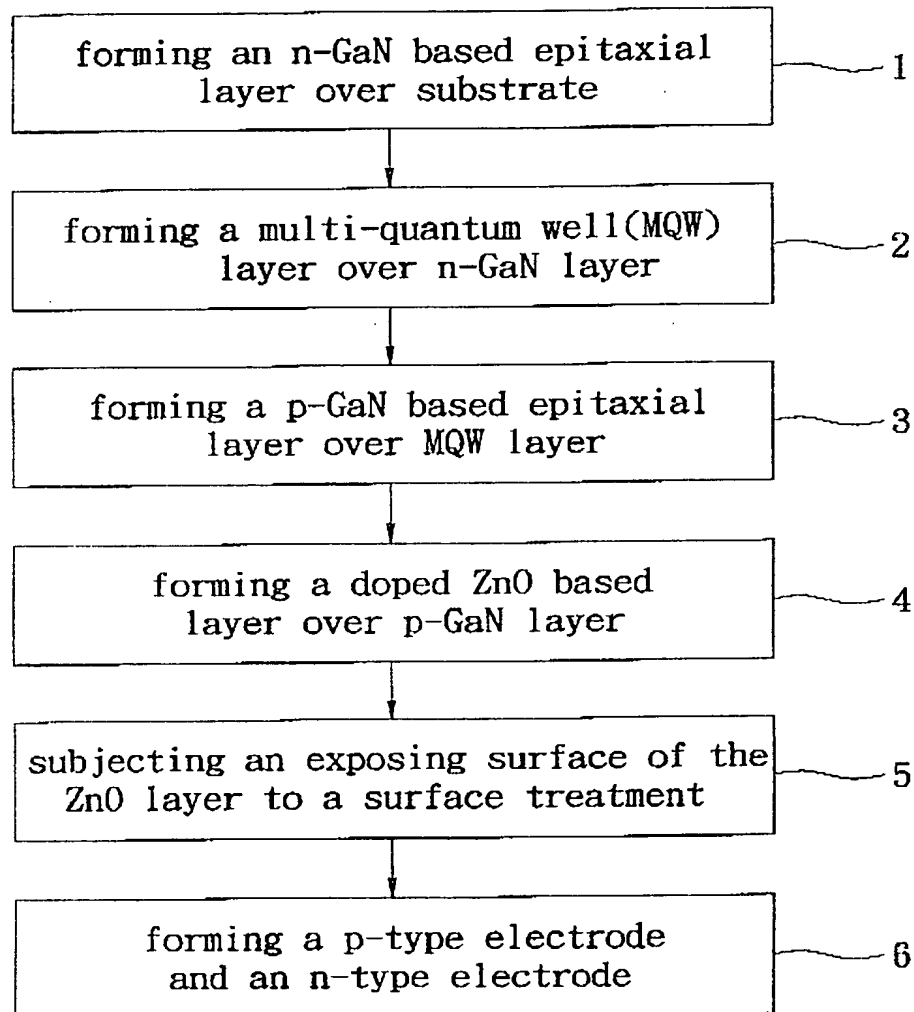 forming an n-GaN based epitaxial
layer over substrate
1
forming a multi-quantum well(MQW)
layer over n-GaN layer
2
forming a p-GaN based epitaxial
layer over MQW layer
3
forming a doped ZnO based
layer over p-GaN layer
4
subjecting an exposing surface of the
ZnO layer to a surface treatment
5
forming a p-type electrode
and an n-type electrode
6